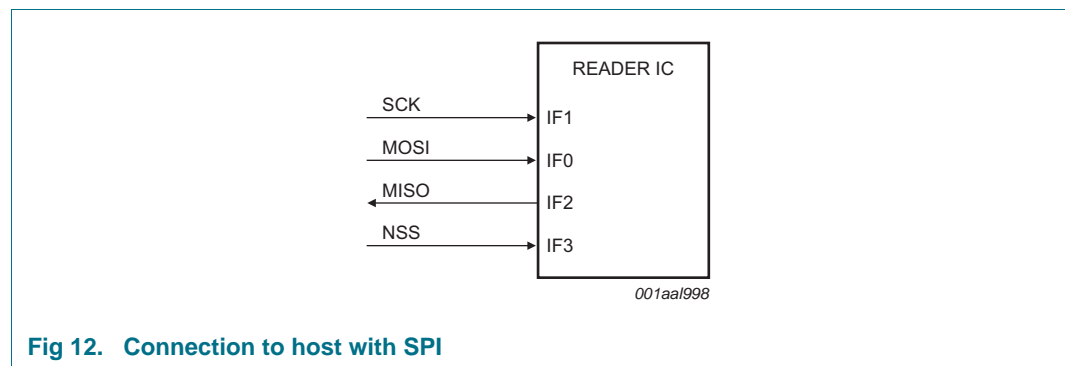 READER IC
SCK
IF1
MOSI
IF0
MISO
IF2
NSS
IF3
001aal998
Fig 12. Connection to host with SPI